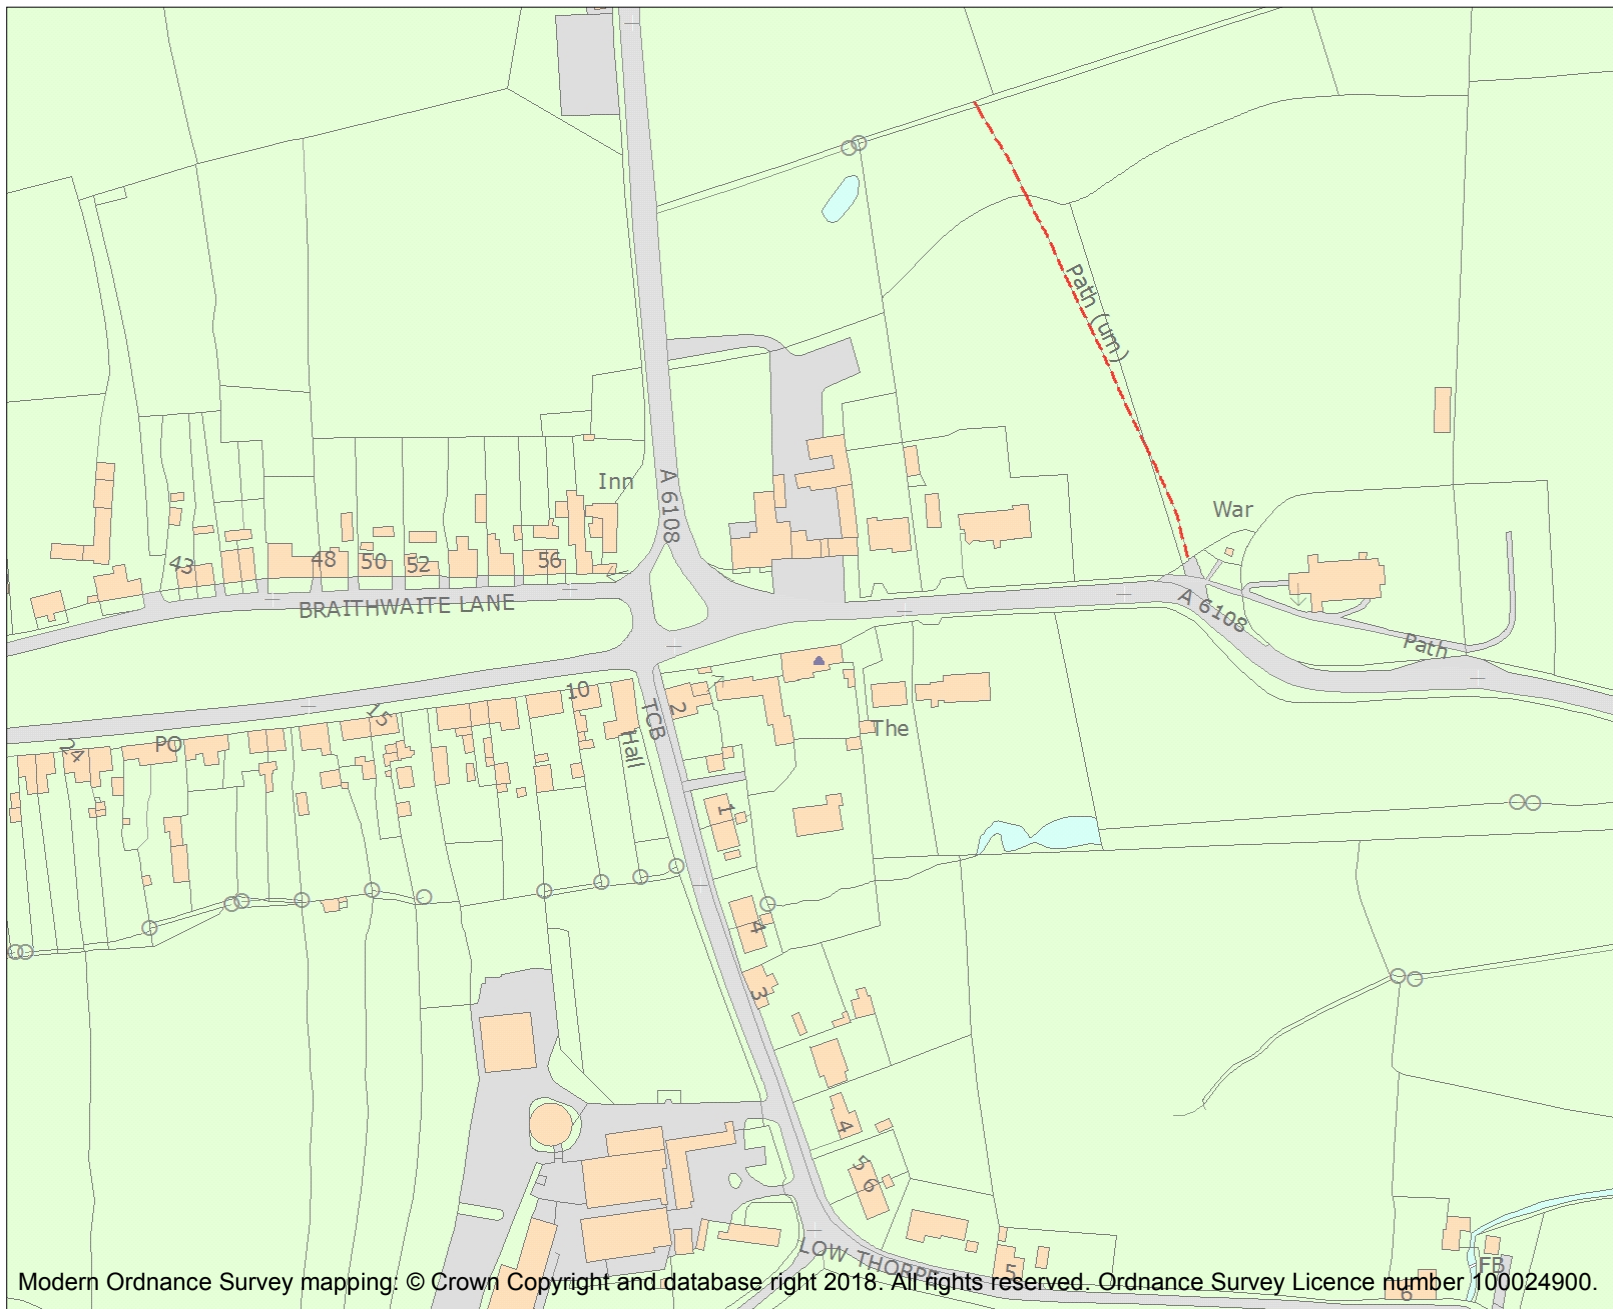 Path (um)
Inn
A 6108
War
43
48
50
52
56
BRAITHWAITE LANE
A 6108
Path
10
15
2
TCB
Hall
The
PO
24
1
4
3
4
5
6
LOW THORPE
5
FB
6
Modern Ordnance Survey mapping: © Crown Copyright and database right 2018. All rights reserved. Ordnance Survey Licence number 100024900.